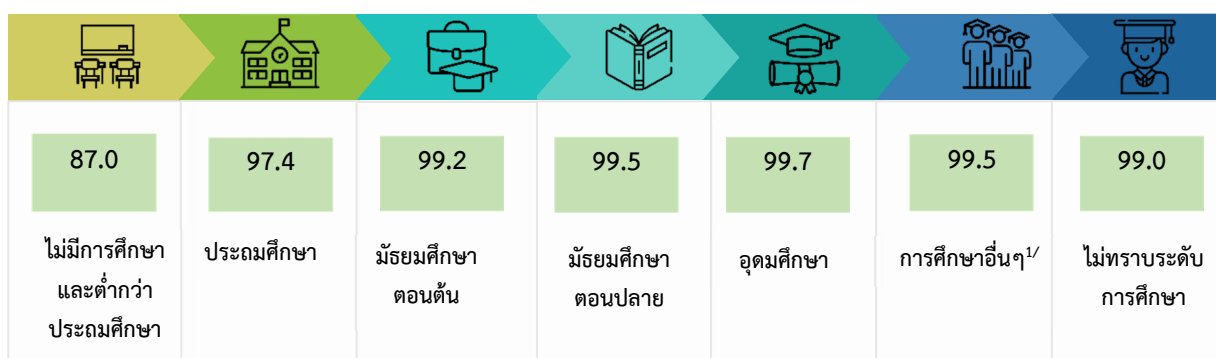 87.0
97.4
99.2
99.5
99.7
99.5
99.0
ไม่มีการศึกษา
และต่ำกว่า
ประถมศึกษา
ประถมศึกษา
มัธยมศึกษา
ตอนต้น
มัธยมศึกษา
ตอนปลาย
อุดมศึกษา
การศึกษาอื่นๆ1/
ไม่ทราบระดับ
การศึกษา